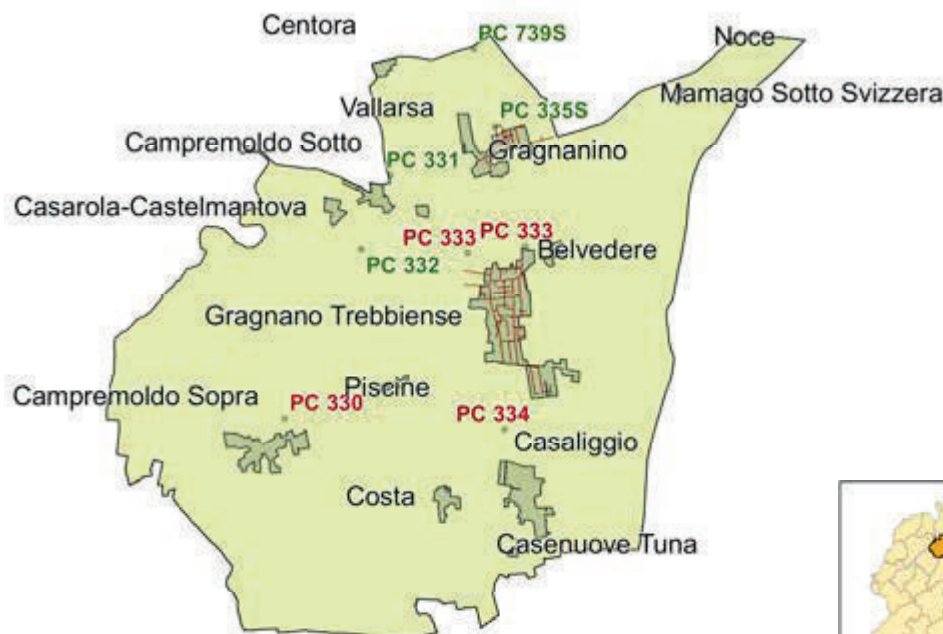 Centora
PC 739S
Noce
Mamago Sotto Svizzera
Vallarsa
PC 335S
Campremoldo Sotto
PC 331
Gragnanino
Casarola-Castelmantova
PC 333
PC 333
Belvedere
PC 332
Gragnano Trebbiense
Campremoldo Sopra
Piscine
PC 330
PC 334
Casaliggio
Costa
Casenuove Tuna